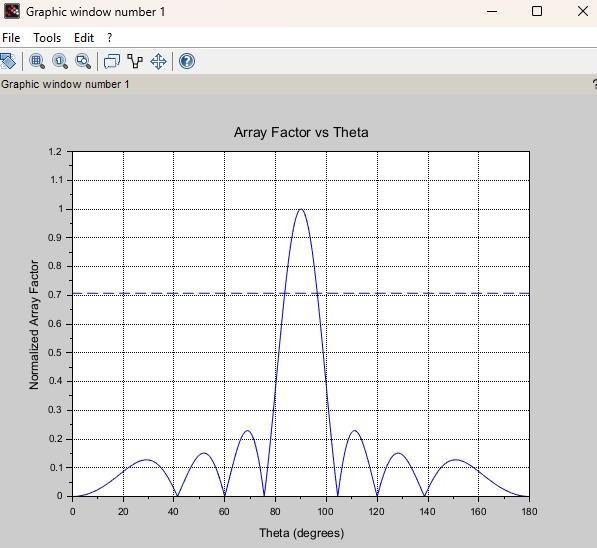 Graphic window number 1
File Tools Edit ?
Graphic window number 1
?
Array Factor vs Theta
1.2
1.1
1
0.9
0.8
0.7
0.6
0.5
0.4
0.3
0.2
0.1
0
Normalized Array Factor
0 20 40 60 80 100 120 140 160 180
Theta (degrees)